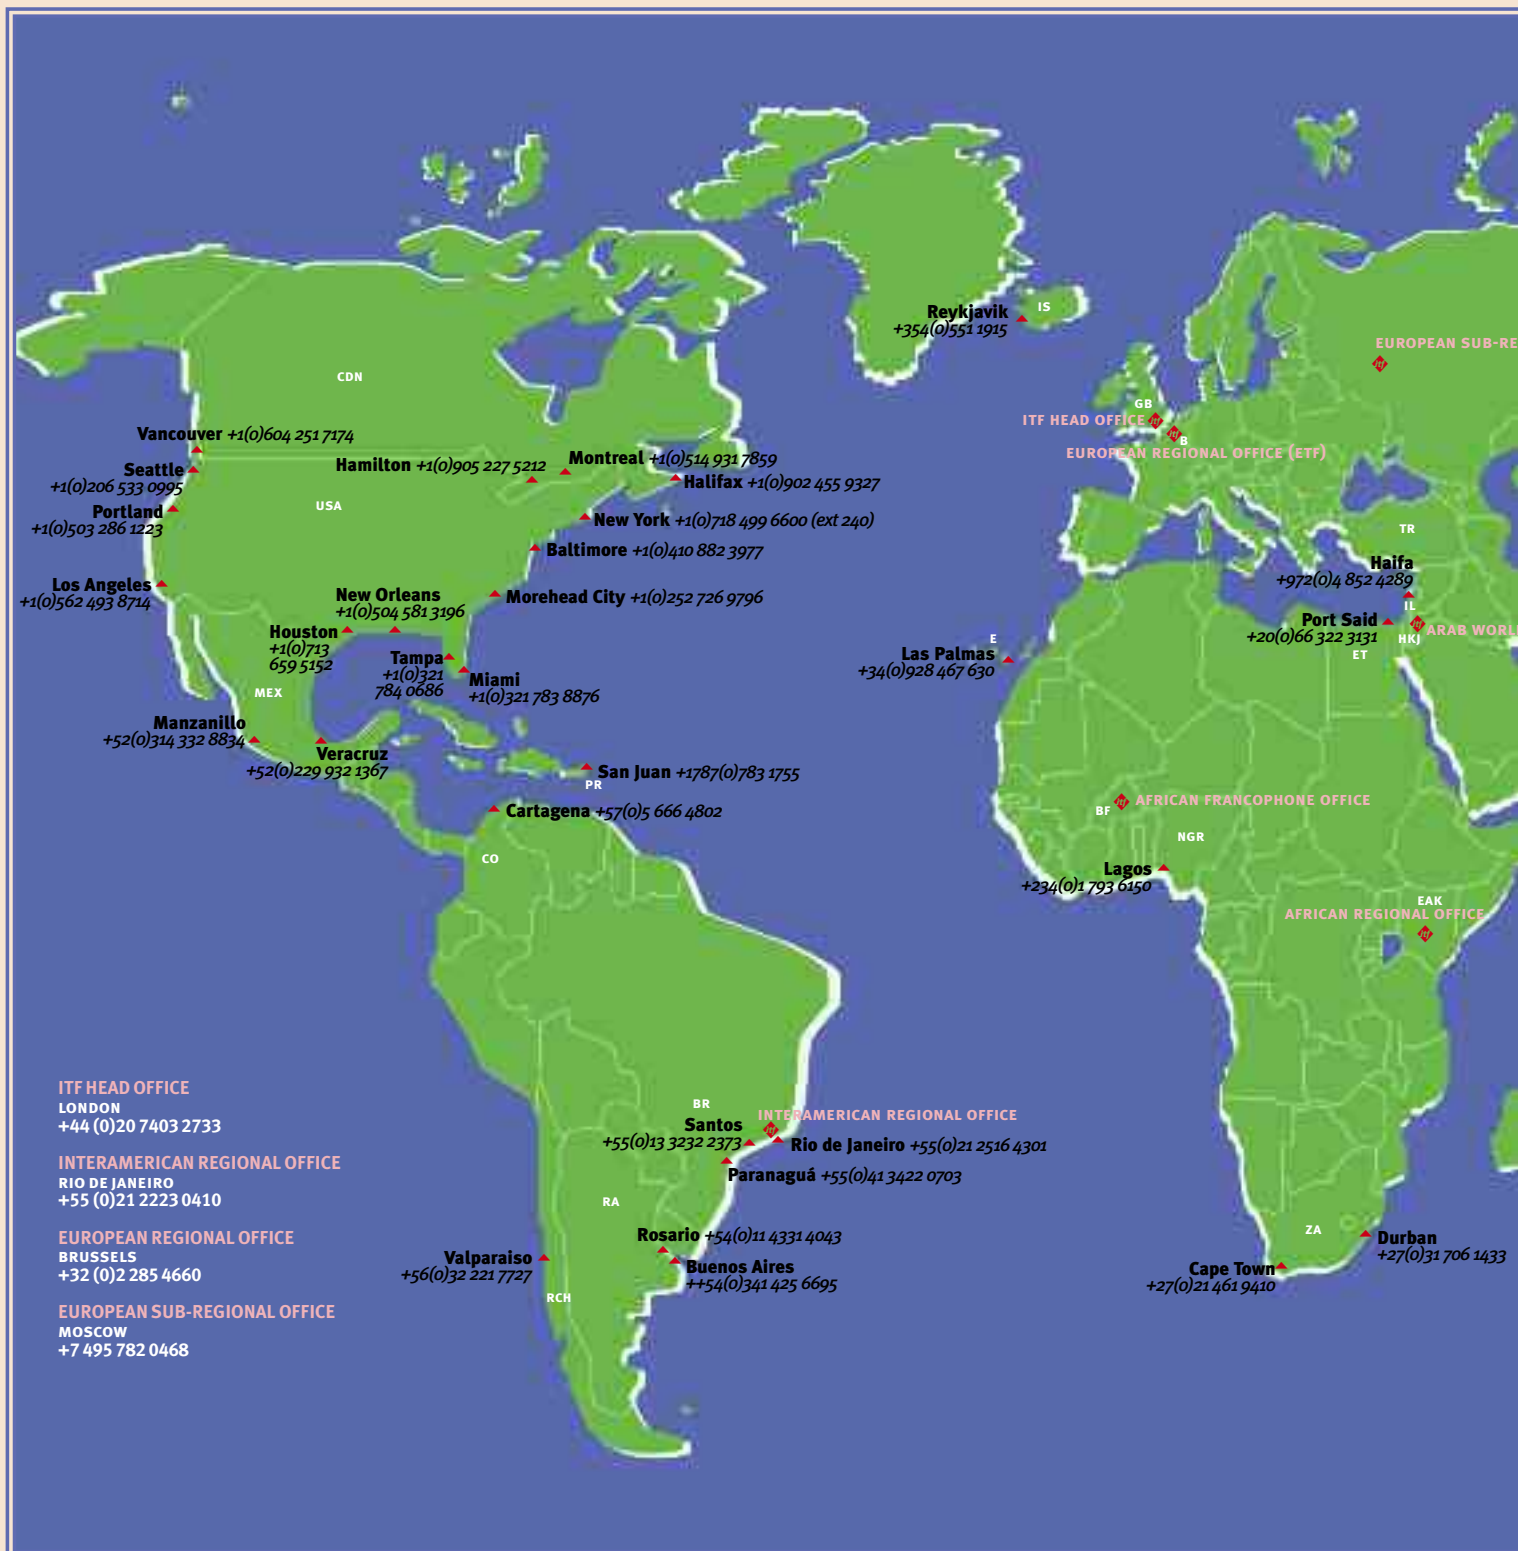 Reykjavik
+354(0)551 1915
IS
EUROPEAN SUB-RE
CDN
GB
ITF HEAD OFFICE
B
EUROPEAN REGIONAL OFFICE (ETF)
Vancouver +1(0)604 251 7174
Seattle
+1(0)206 533 0995
Portland
+1(0)503 286 1223
Los Angeles
+1(0)562 493 8714
USA
Hamilton +1(0)905 227 5212
Montreal +1(0)514 931 7859
Halifax +1(0)902 455 9327
New York +1(0)718 499 6600 (ext 240)
Baltimore +1(0)410 882 3977
Morehead City +1(0)252 726 9796
New Orleans
+1(0)504 581 3196
Houston
+1(0)713
659 5152
Tampa
+1(0)321
784 0686
Miami
+1(0)321 783 8876
MEX
Manzanillo
+52(0)314 332 8834
Veracruz
+52(0)229 932 1367
San Juan +1787(0)783 1755
PR
Cartagena +57(0)5 666 4802
CO
TR
Haifa
+972(0)4 852 4289
IL
Port Said
+20(0)66 322 3131
ARAB WORL
HKJ
ET
E
Las Palmas
+34(0)928 467 630
AFRICAN FRANCOPHONE OFFICE
BF
NGR
Lagos
+234(0)1 793 6150
EAK
AFRICAN REGIONAL OFFICE
BR
INTERAMERICAN REGIONAL OFFICE
Santos
+55(0)13 3232 2373
Rio de Janeiro +55(0)21 2516 4301
Paranaguá +55(0)41 3422 0703
RA
Rosario +54(0)11 4331 4043
Buenos Aires
++54(0)341 425 6695
Valparaiso
+56(0)32 221 7727
RCH
ZA
Durban
+27(0)31 706 1433
Cape Town
+27(0)21 461 9410
ITF HEAD OFFICE
LONDON
+44 (0)20 7403 2733
INTERAMERICAN REGIONAL OFFICE
RIO DE JANEIRO
+55 (0)21 2223 0410
EUROPEAN REGIONAL OFFICE
BRUSSELS
+32 (0)2 285 4660
EUROPEAN SUB-REGIONAL OFFICE
MOSCOW
+7 495 782 0468